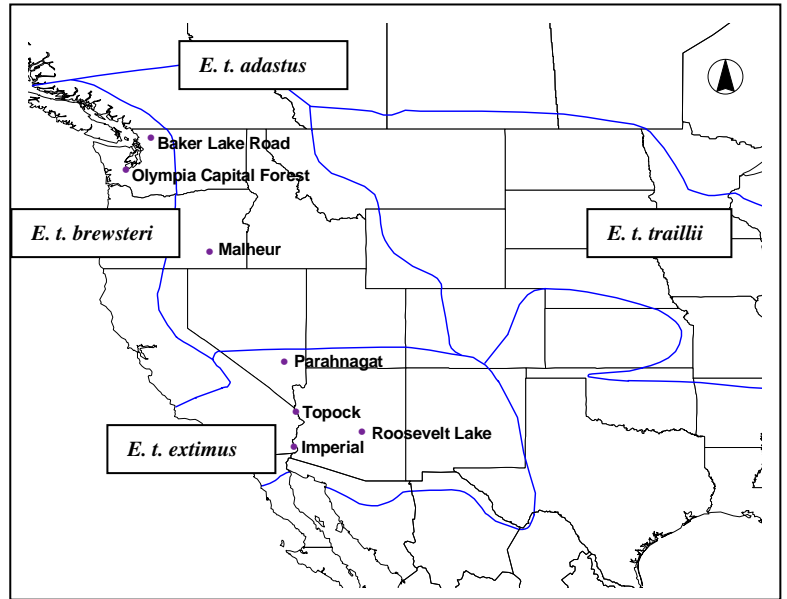 E. t. adastus
Baker Lake Road
Olympia Capital Forest
E. t. brewsteri
Malheur
E. t. traillii
Parahnagat
Topock
Roosevelt Lake
Imperial
E. t. extimus